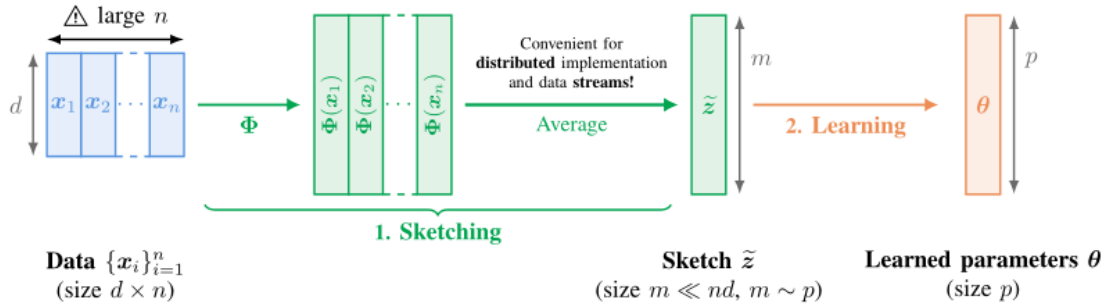 ⚠ large n
d
x₁ x₂ ⋯ xₙ
Φ
Φ(x₁) Φ(x₂) ⋯ Φ(xₙ)
Convenient for
distributed implementation
and data streams!
Average
z̃
m
2. Learning
θ
p
1. Sketching
Data {xᵢ}ⁿᵢ₌₁
(size d × n)
Sketch z̃
(size m ≪ nd, m ∼ p)
Learned parameters θ
(size p)